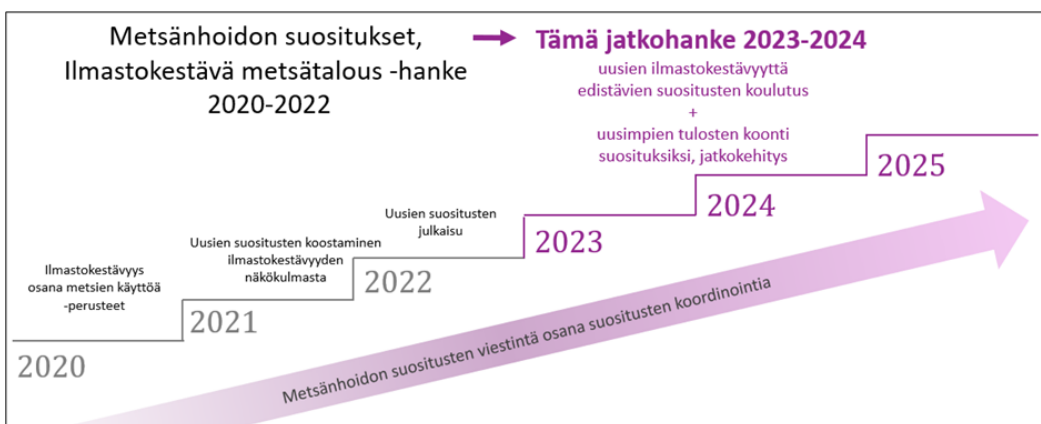 Metsänhoidon suositukset,
Ilmastokestävä metsätalous -hanke
2020-2022
Tämä jatkohanke 2023-2024
uusien ilmastokestävyyttä
edistävien suositusten koulutus
+
uusimpien tulosten koonti
suosituksiksi, jatkokehitys
Ilmastokestävyys
osana metsien käyttöä
-perusteet
2020
Uusien suositusten koostaminen
ilmastokestävyyden
näkökulmasta
2021
Uusien suositusten
julkaisu
2022
2023
2024
2025
Metsänhoidon suositusten viestintä osana suositusten koordinointia